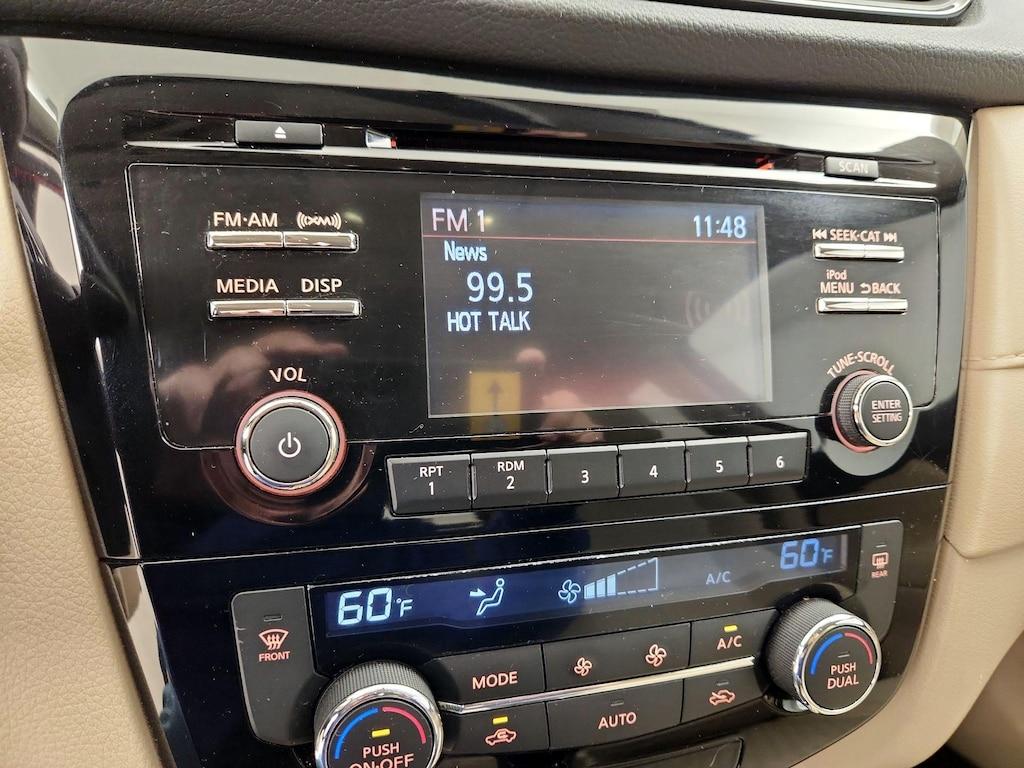 SCAN
FM·AM
((XM))
MEDIA
DISP
VOL
FM 1
11:48
News
99.5
HOT TALK
SEEK·CAT
iPod
MENU
BACK
TUNE·SCROLL
ENTER
SETTING
RPT
1
RDM
2
3
4
5
6
60°F
A/C
60°F
FRONT
REAR
MODE
A/C
AUTO
PUSH
ON·OFF
PUSH
DUAL